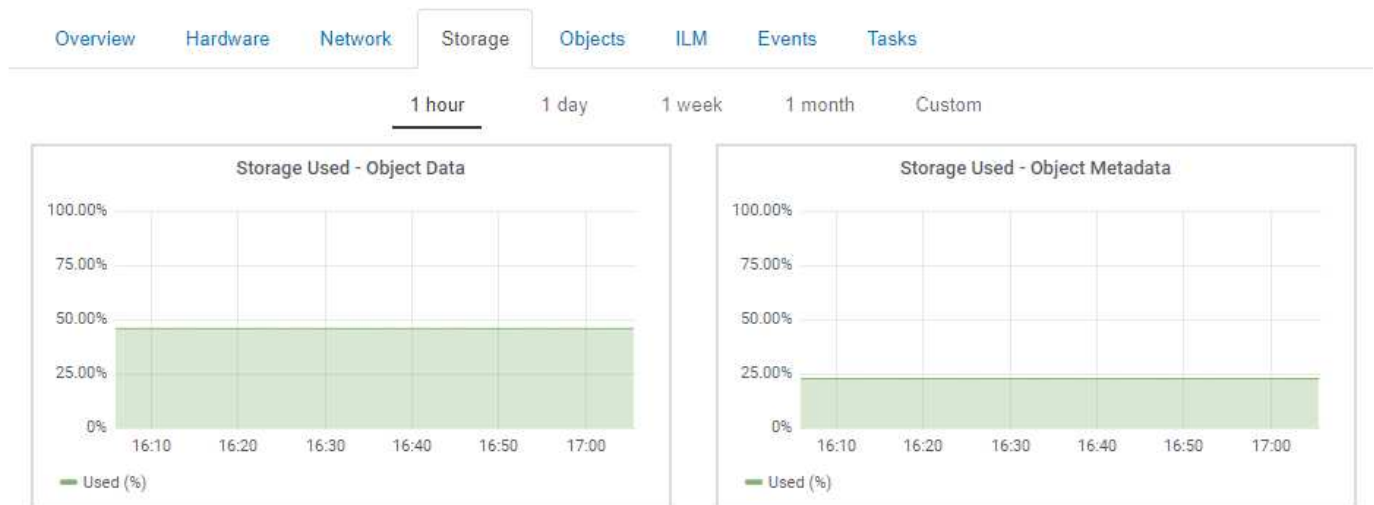 Overview Hardware Network Storage Objects ILM Events Tasks
1 hour 1 day 1 week 1 month Custom
Storage Used - Object Data
100.00%
75.00%
50.00%
25.00%
0%
16:10 16:20 16:30 16:40 16:50 17:00
Used (%)
Storage Used - Object Metadata
100.00%
75.00%
50.00%
25.00%
0%
16:10 16:20 16:30 16:40 16:50 17:00
Used (%)